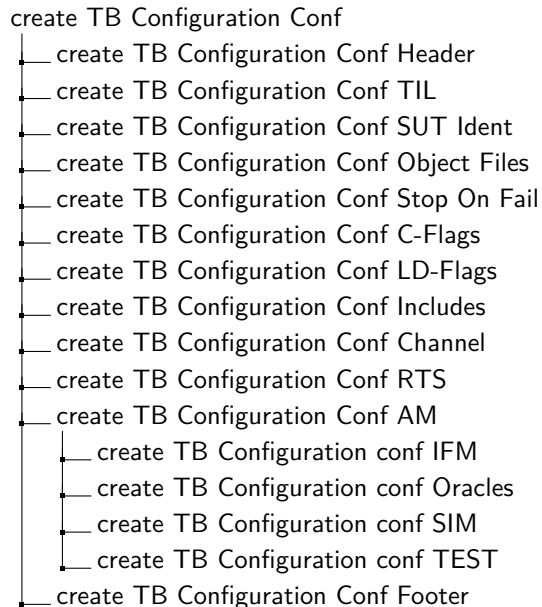 create TB Configuration Conf
create TB Configuration Conf Header
create TB Configuration Conf TIL
create TB Configuration Conf SUT Ident
create TB Configuration Conf Object Files
create TB Configuration Conf Stop On Fail
create TB Configuration Conf C-Flags
create TB Configuration Conf LD-Flags
create TB Configuration Conf Includes
create TB Configuration Conf Channel
create TB Configuration Conf RTS
create TB Configuration Conf AM
create TB Configuration conf IFM
create TB Configuration conf Oracles
create TB Configuration conf SIM
create TB Configuration conf TEST
create TB Configuration Conf Footer